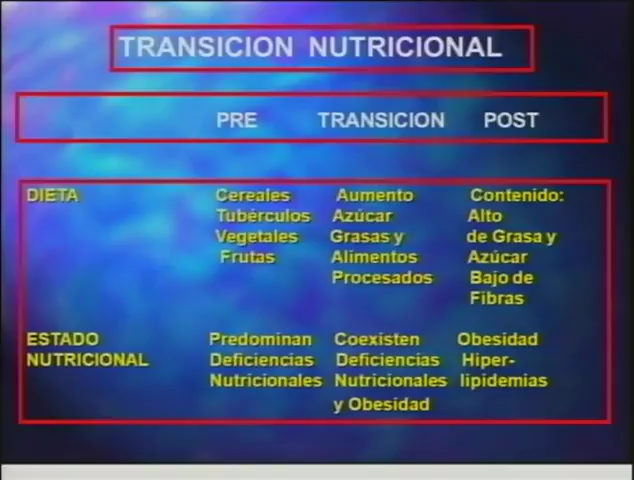 TRANSICION NUTRICIONAL
PRE TRANSICION POST
DIETA Cereales Aumento Contenido:
Tubérculos Azúcar Alto
Vegetales Grasas y de Grasa y
Frutas Alimentos Azúcar
Procesados Bajo de
Fibras
ESTADO Predominan Coexisten Obesidad
NUTRICIONAL Deficiencias Deficiencias Hiper-
Nutricionales Nutricionales lipidemias
y Obesidad